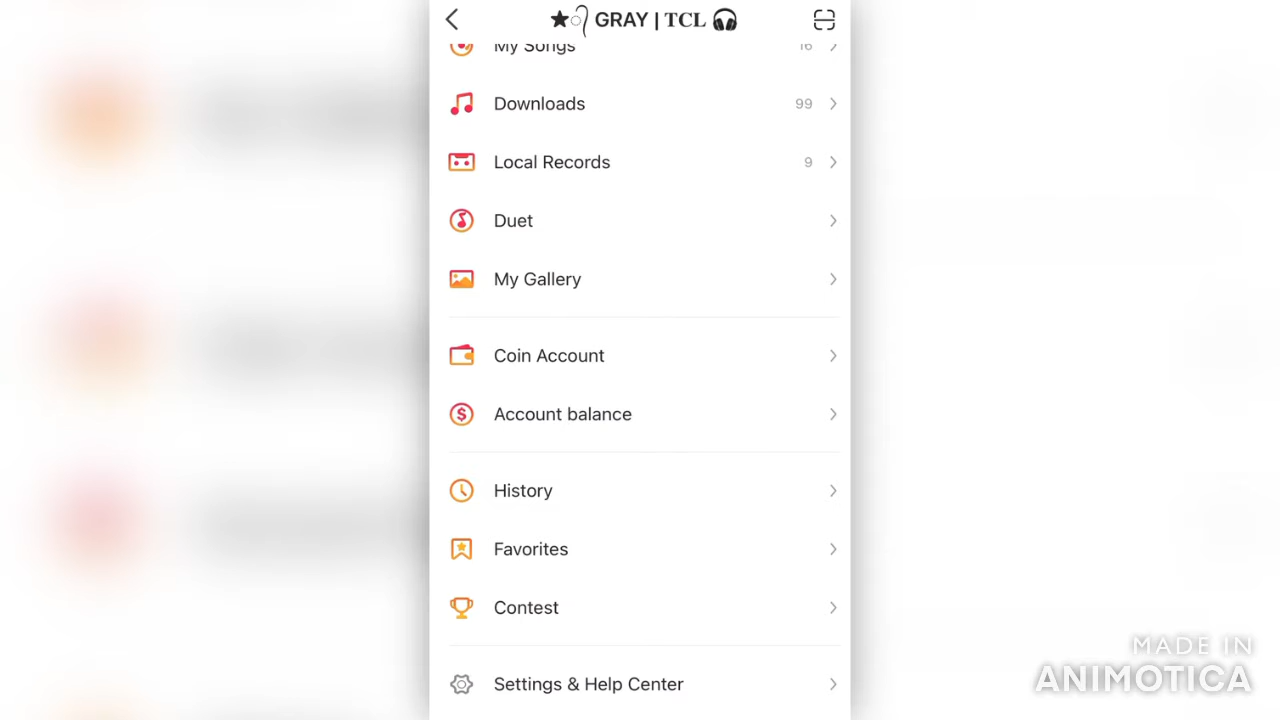 ★᭄ GRAY | 𝐓𝐂𝐋 🎧
My Songs 16
Downloads 99
Local Records 9
Duet
My Gallery
Coin Account
Account balance
History
Favorites
Contest
Settings & Help Center
MADE IN
ANIMOTICA